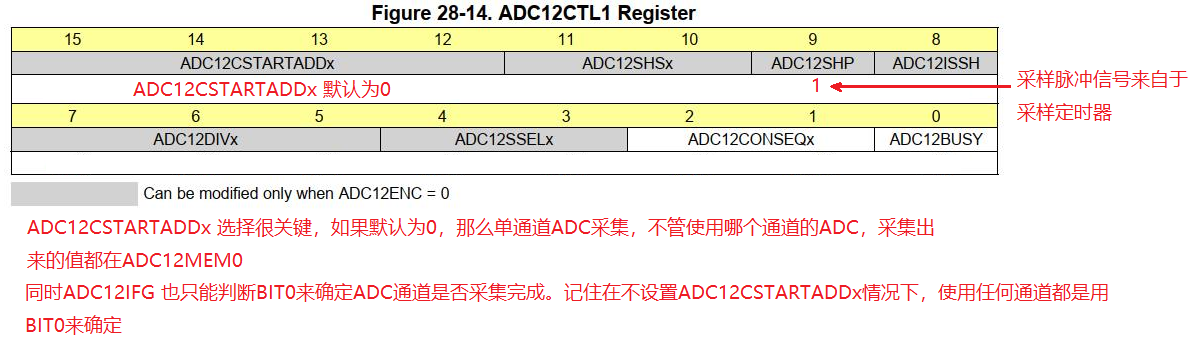 Figure 28-14. ADC12CTL1 Register
15 14 13 12 11 10 9 8
ADC12CSTARTADDx ADC12SHSx ADC12SHP ADC12ISSH
ADC12CSTARTADDx 默认为0 1 采样脉冲信号来自于
采样定时器
7 6 5 4 3 2 1 0
ADC12DIVx ADC12SSELx ADC12CONSEQx ADC12BUSY
Can be modified only when ADC12ENC = 0
ADC12CSTARTADDx 选择很关键，如果默认为0，那么单通道ADC采集，不管使用哪个通道的ADC，采集出
来的值都在ADC12MEM0
同时ADC12IFG 也只能判断BIT0来确定ADC通道是否采集完成。记住在不设置ADC12CSTARTADDx情况下，使用任何通道都是用
BIT0来确定